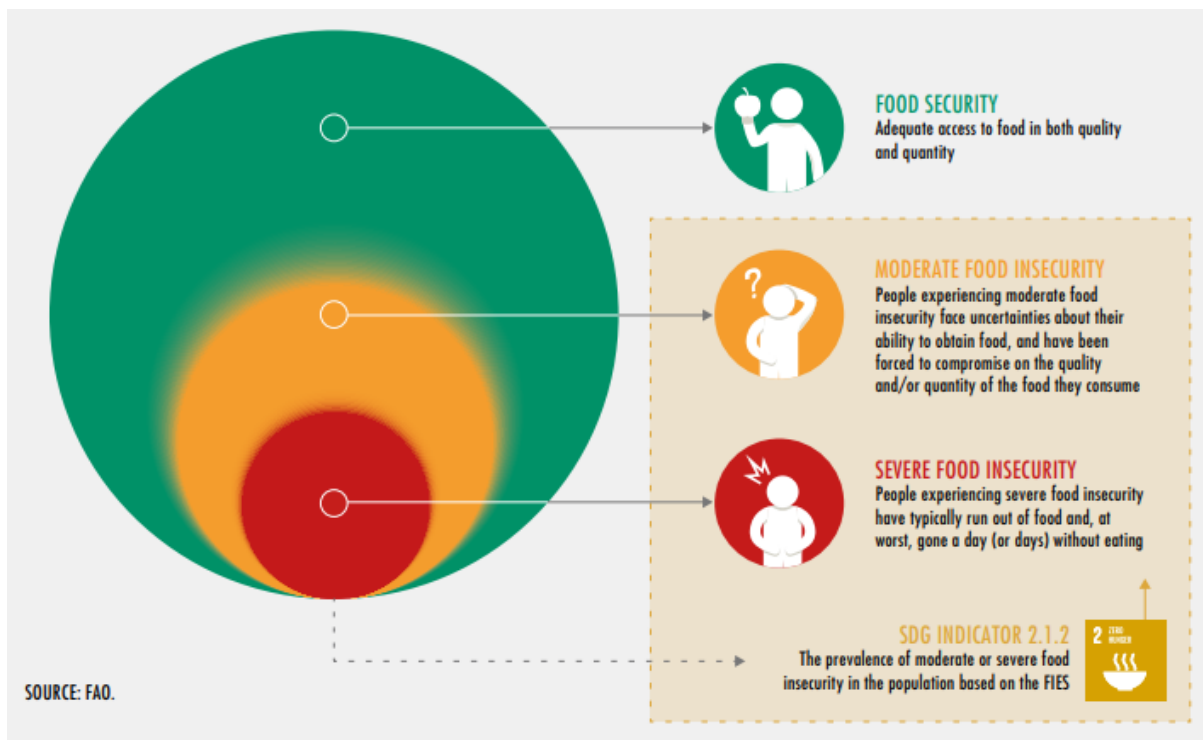 FOOD SECURITY
Adequate access to food in both quality
and quantity
?
MODERATE FOOD INSECURITY
People experiencing moderate food
insecurity face uncertainties about their
ability to obtain food, and have been
forced to compromise on the quality
and/or quantity of the food they consume
SEVERE FOOD INSECURITY
People experiencing severe food insecurity
have typically run out of food and, at
worst, gone a day (or days) without eating
SDG INDICATOR 2.1.2
The prevalence of moderate or severe food
insecurity in the population based on the FIES
2 ZERO
HUNGER
SOURCE: FAO.